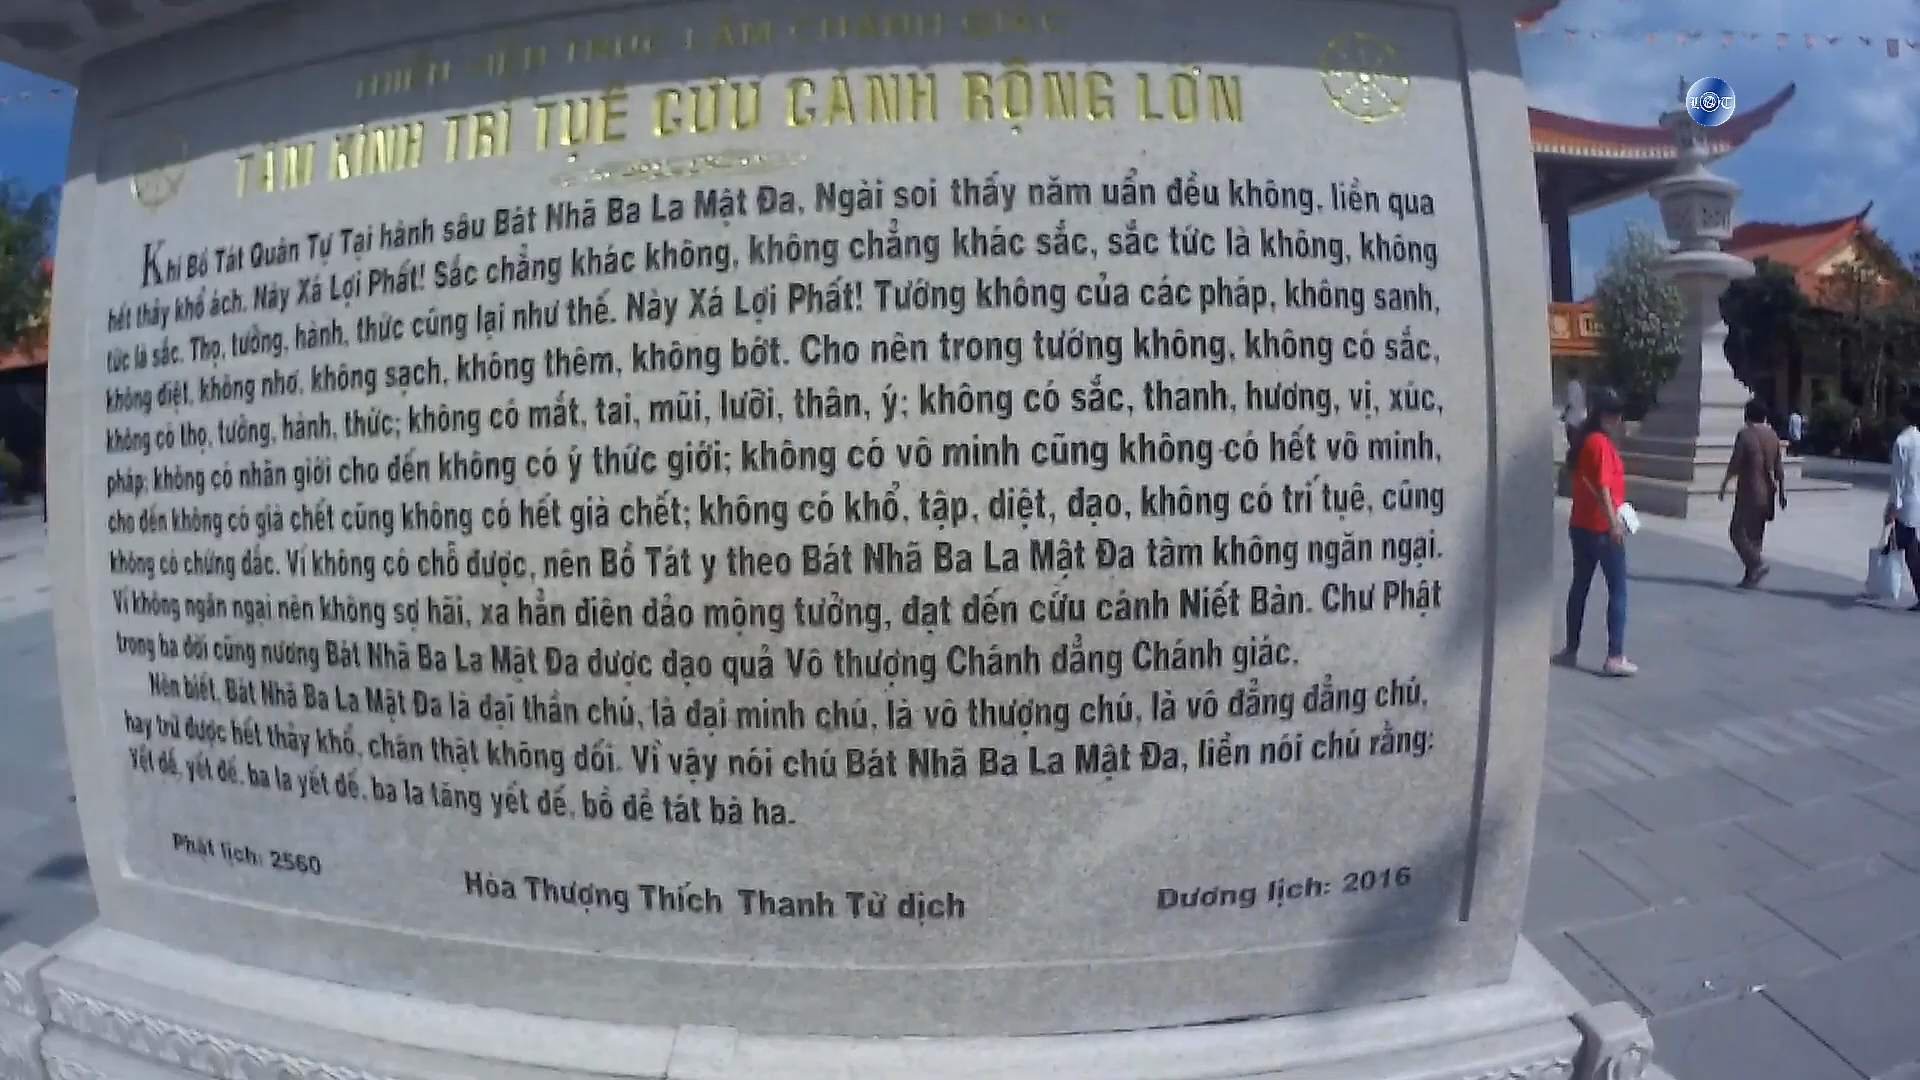 THIỀN VIỆN TRÚC LÂM CHÁNH GIÁC
TÂM KINH TRÍ TUỆ CỨU CÁNH RỘNG LỚN
Khi Bồ Tát Quán Tự Tại hành sâu Bát Nhã Ba La Mật Đa, Ngài soi thấy năm uẩn đều không, liền qua
hết thảy khổ ách. Này Xá Lợi Phất! Sắc chẳng khác không, không chẳng khác sắc, sắc tức là không, không
tức là sắc. Thọ, tưởng, hành, thức cũng lại như thế. Này Xá Lợi Phất! Tướng không của các pháp, không sanh,
không diệt, không nhơ, không sạch, không thêm, không bớt. Cho nên trong tướng không, không có sắc,
không có thọ, tưởng, hành, thức; không có mắt, tai, mũi, lưỡi, thân, ý; không có sắc, thanh, hương, vị, xúc,
pháp; không có nhãn giới cho đến không có ý thức giới; không có vô minh cũng không có hết vô minh,
cho đến không có già chết cũng không có hết già chết; không có khổ, tập, diệt, đạo, không có trí tuệ, cũng
không có chứng đắc. Vì không có chỗ được, nên Bồ Tát y theo Bát Nhã Ba La Mật Đa tâm không ngăn ngại.
Vì không ngăn ngại nên không sợ hãi, xa hẳn điên đảo mộng tưởng, đạt đến cứu cánh Niết Bàn. Chư Phật
trong ba đời cũng nương Bát Nhã Ba La Mật Đa được đạo quả Vô thượng Chánh đẳng Chánh giác.
Nên biết, Bát Nhã Ba La Mật Đa là đại thần chú, là đại minh chú, là vô thượng chú, là vô đẳng đẳng chú,
hay trừ được hết thảy khổ, chân thật không dối. Vì vậy nói chú Bát Nhã Ba La Mật Đa, liền nói chú rằng:
Yết đế, yết đế, ba la yết đế, ba la tăng yết đế, bồ đề tát bà ha.
Phật lịch: 2560
Hòa Thượng Thích Thanh Từ dịch
Dương lịch: 2016
L@T